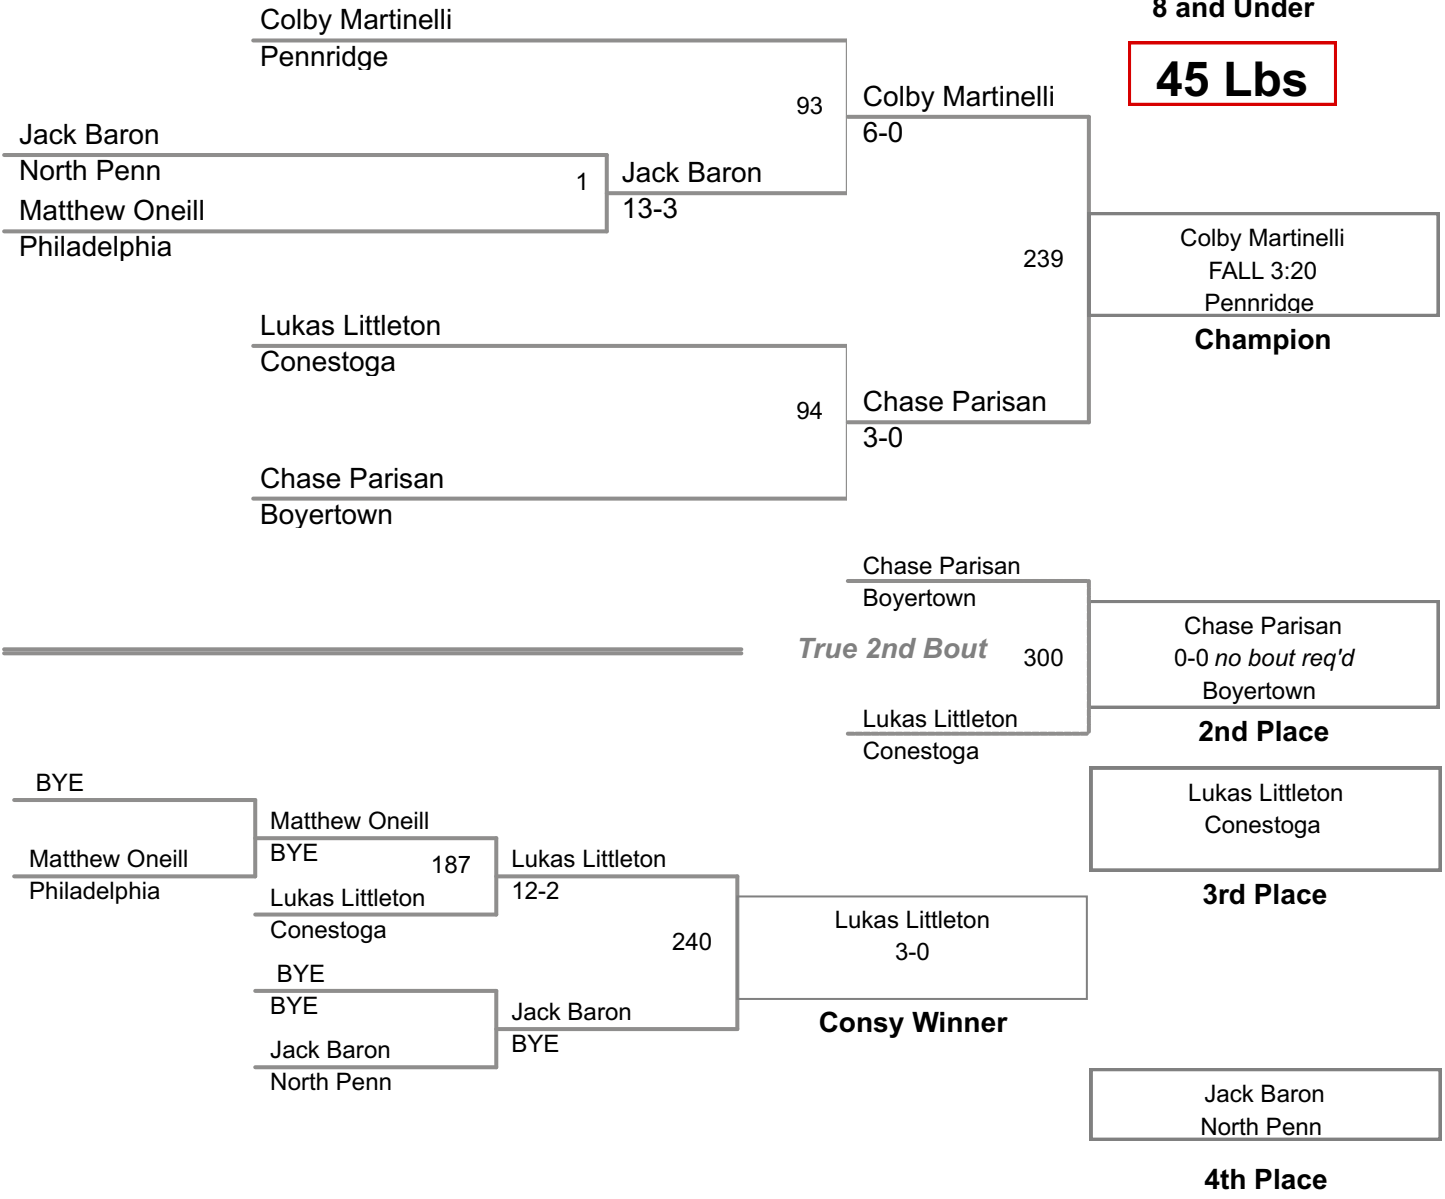 8 and Under
45 Lbs
Colby Martinelli
Pennridge
93
Colby Martinelli
6-0
Jack Baron
North Penn
1
Jack Baron
13-3
Matthew Oneill
Philadelphia
239
Colby Martinelli
FALL 3:20
Pennridge
Champion
Lukas Littleton
Conestoga
94
Chase Parisan
3-0
Chase Parisan
Boyertown
Chase Parisan
Boyertown
True 2nd Bout
300
Chase Parisan
0-0 no bout req'd
Boyertown
2nd Place
Lukas Littleton
Conestoga
BYE
Matthew Oneill
Philadelphia
Matthew Oneill
BYE
187
Lukas Littleton
Conestoga
Lukas Littleton
12-2
Lukas Littleton
Conestoga
3rd Place
240
Lukas Littleton
3-0
Consy Winner
BYE
BYE
Jack Baron
BYE
Jack Baron
North Penn
Jack Baron
North Penn
4th Place